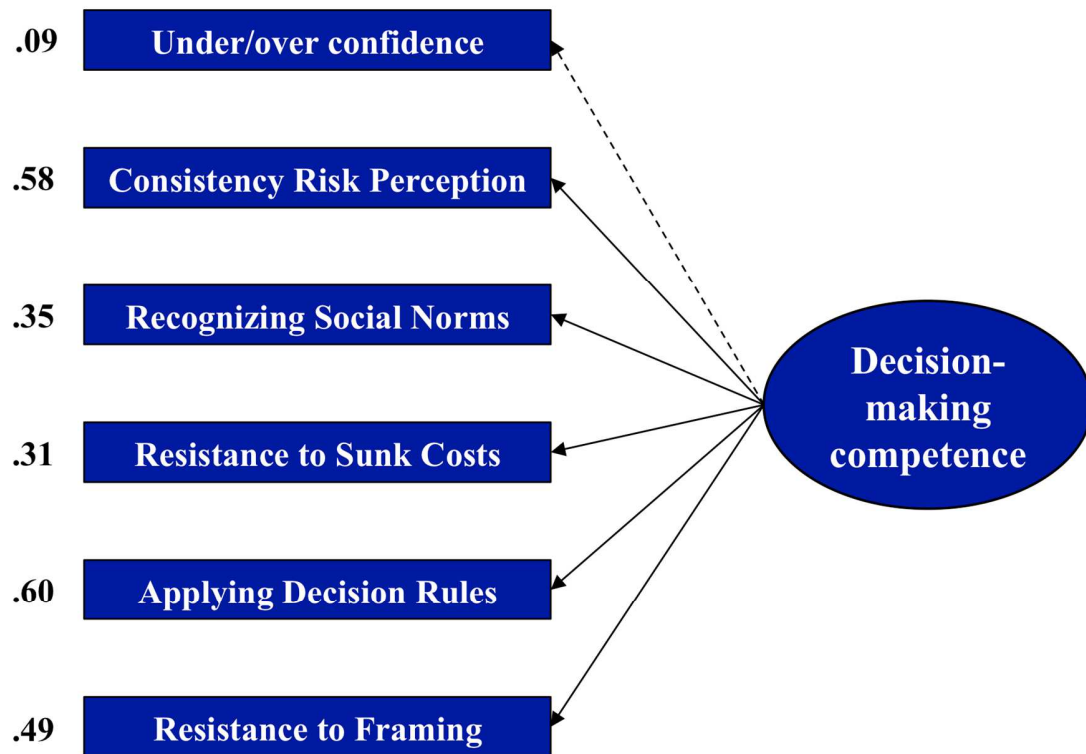 .09 Under/over confidence
.58 Consistency Risk Perception
.35 Recognizing Social Norms
.31 Resistance to Sunk Costs
.60 Applying Decision Rules
.49 Resistance to Framing
Decision-
making
competence